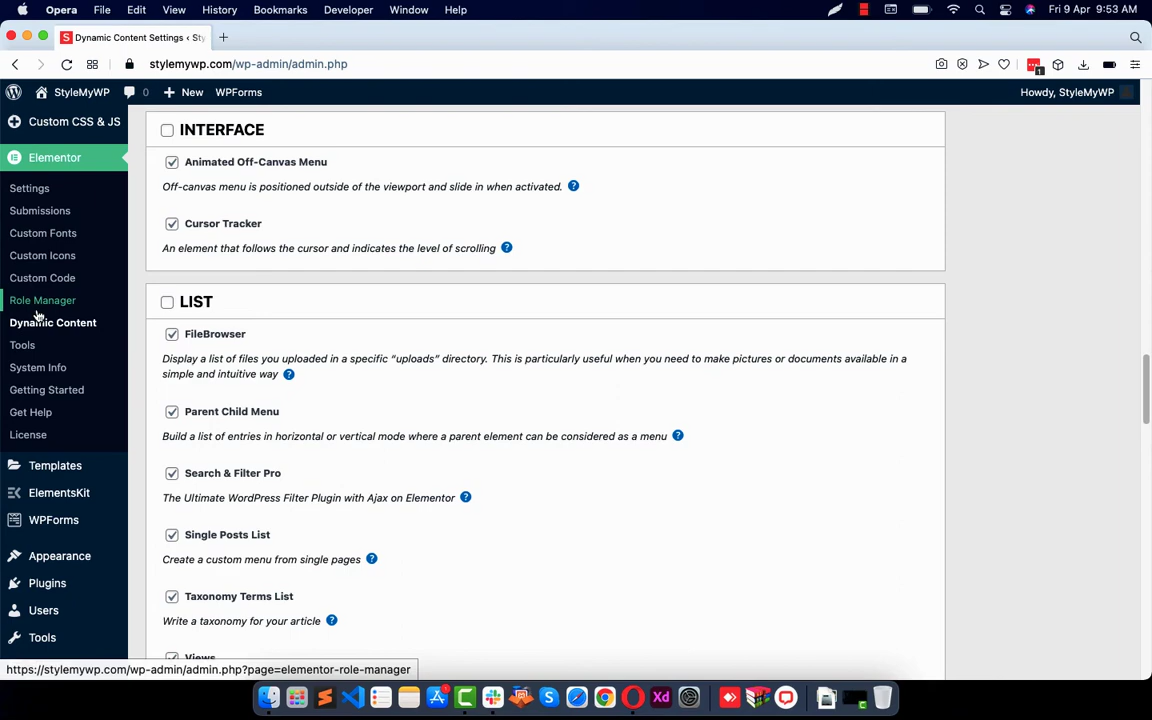 Opera File Edit View History Bookmarks Developer Window Help Fri 9 Apr 9:53 AM
S Dynamic Content Settings ‹ Sty
stylemywp.com/wp-admin/admin.php 1
StyleMyWP 0 New WPForms Howdy, StyleMyWP
Custom CSS & JS
Elementor
Settings
Submissions
Custom Fonts
Custom Icons
Custom Code
Role Manager
Dynamic Content
Tools
System Info
Getting Started
Get Help
License
Templates
ElementsKit
WPForms
Appearance
Plugins
Users
Tools
INTERFACE
Animated Off-Canvas Menu
Off-canvas menu is positioned outside of the viewport and slide in when activated. ?
Cursor Tracker
An element that follows the cursor and indicates the level of scrolling ?
LIST
FileBrowser
Display a list of files you uploaded in a specific “uploads” directory. This is particularly useful when you need to make pictures or documents available in a
simple and intuitive way ?
Parent Child Menu
Build a list of entries in horizontal or vertical mode where a parent element can be considered as a menu ?
Search & Filter Pro
The Ultimate WordPress Filter Plugin with Ajax on Elementor ?
Single Posts List
Create a custom menu from single pages ?
Taxonomy Terms List
Write a taxonomy for your article ?
Views
https://stylemywp.com/wp-admin/admin.php?page=elementor-role-manager
Xd